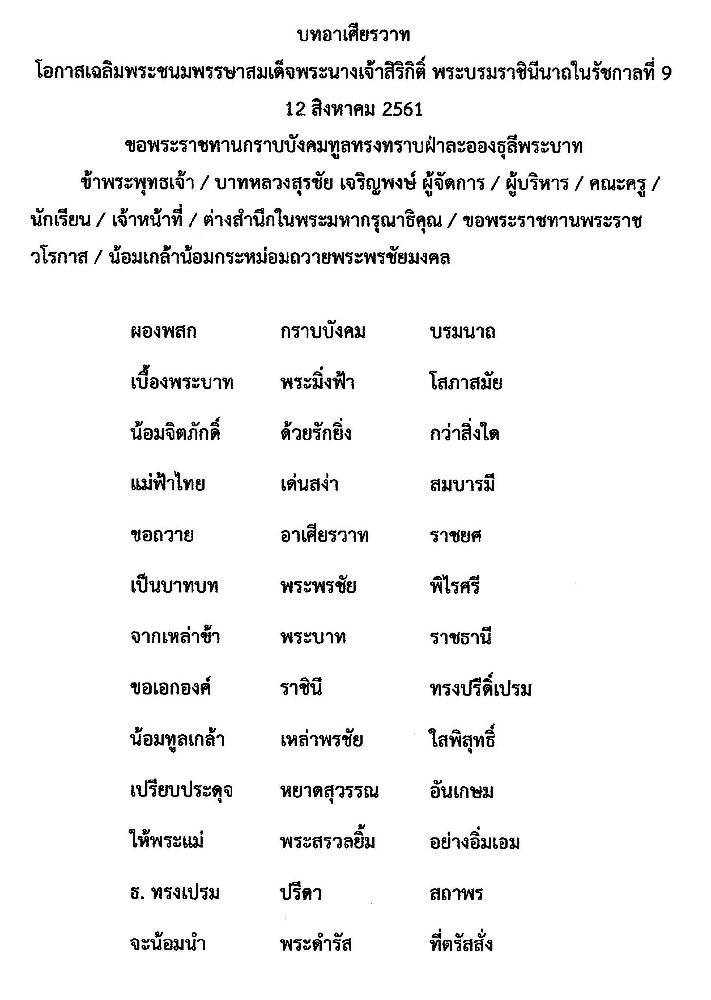 บทอาเศียรวาท
โอกาสเฉลิมพระชนมพรรษาสมเด็จพระนางเจ้าสิริกิติ์ พระบรมราชินีนาถในรัชกาลที่ 9
12 สิงหาคม 2561
ขอพระราชทานกราบบังคมทูลทรงทราบฝ่าละอองธุลีพระบาท
ข้าพระพุทธเจ้า / บาทหลวงสุรชัย เจริญพงษ์ ผู้จัดการ / ผู้บริหาร / คณะครู /
นักเรียน / เจ้าหน้าที่ / ต่างสำนึกในพระมหากรุณาธิคุณ / ขอพระราชทานพระราช
วโรกาส / น้อมเกล้าน้อมกระหม่อมถวายพระพรชัยมงคล
ผองพสก กราบบังคม บรมนาถ
เบื้องพระบาท พระมิ่งฟ้า โสภาสมัย
น้อมจิตภักดิ์ ด้วยรักยิ่ง กว่าสิ่งใด
แม่ฟ้าไทย เด่นสง่า สมบารมี
ขอถวาย อาเศียรวาท ราชยศ
เป็นบาทบท พระพรชัย พิไรศรี
จากเหล่าข้า พระบาท ราชธานี
ขอเอกองค์ ราชินี ทรงปรีดิ์เปรม
น้อมทูลเกล้า เหล่าพรชัย ใสพิสุทธิ์
เปรียบประดุจ หยาดสุวรรณ อันเกษม
ให้พระแม่ พระสรวลยิ้ม อย่างอิ่มเอม
ธ. ทรงเปรม ปรีดา สถาพร
จะน้อมนำ พระดำรัส ที่ตรัสสั่ง